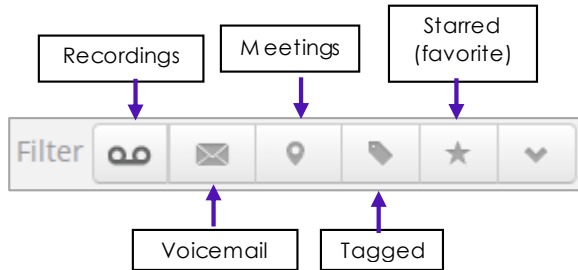 Starred
(favorite)
Recordings
Meetings
Filter
Voicemail
Tagged